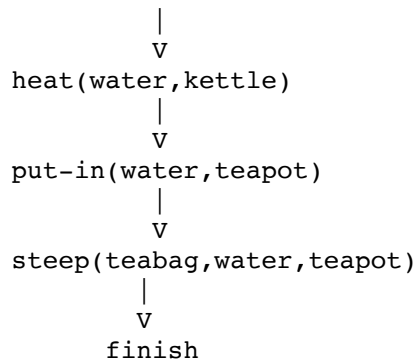 |
V
heat(water,kettle)
|
V
put-in(water,teapot)
|
V
steep(teabag,water,teapot)
|
V
finish